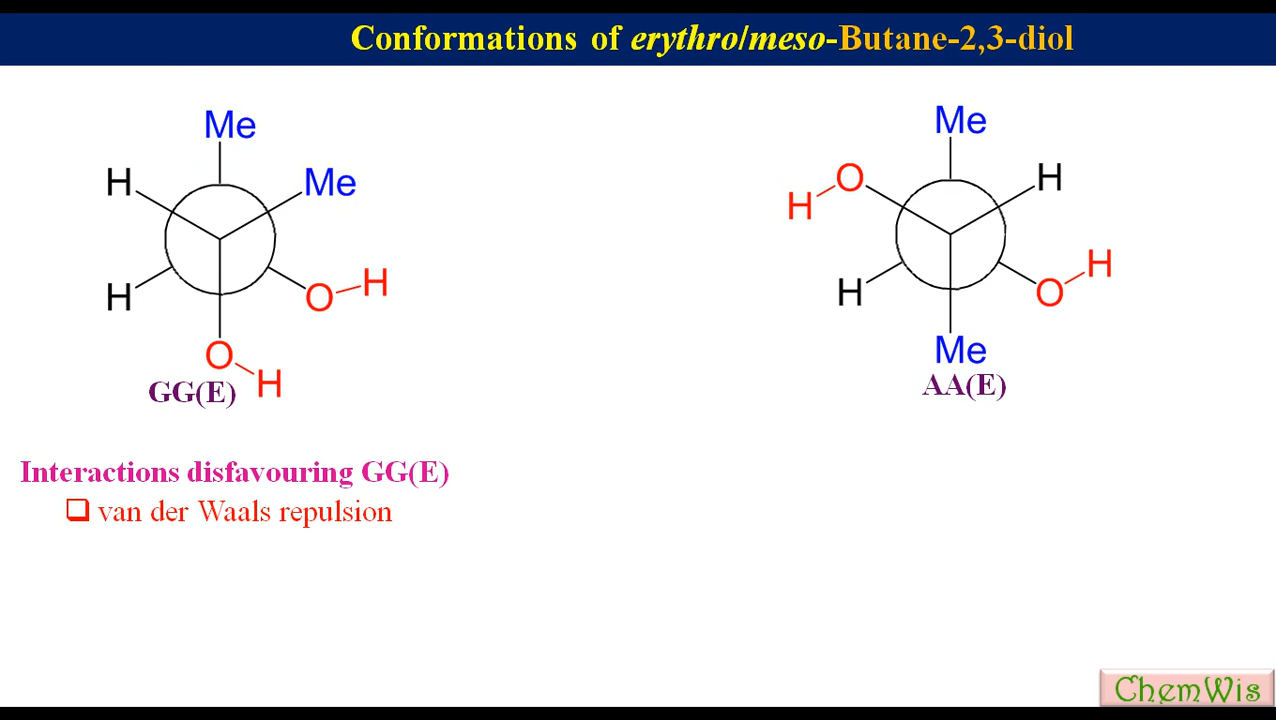 Conformations of erythro/meso-Butane-2,3-diol
Me
H
Me
H
O
H
O
H
GG(E)
Me
O
H
H
H
O
H
Me
AA(E)
Interactions disfavouring GG(E)
van der Waals repulsion
ChemWis